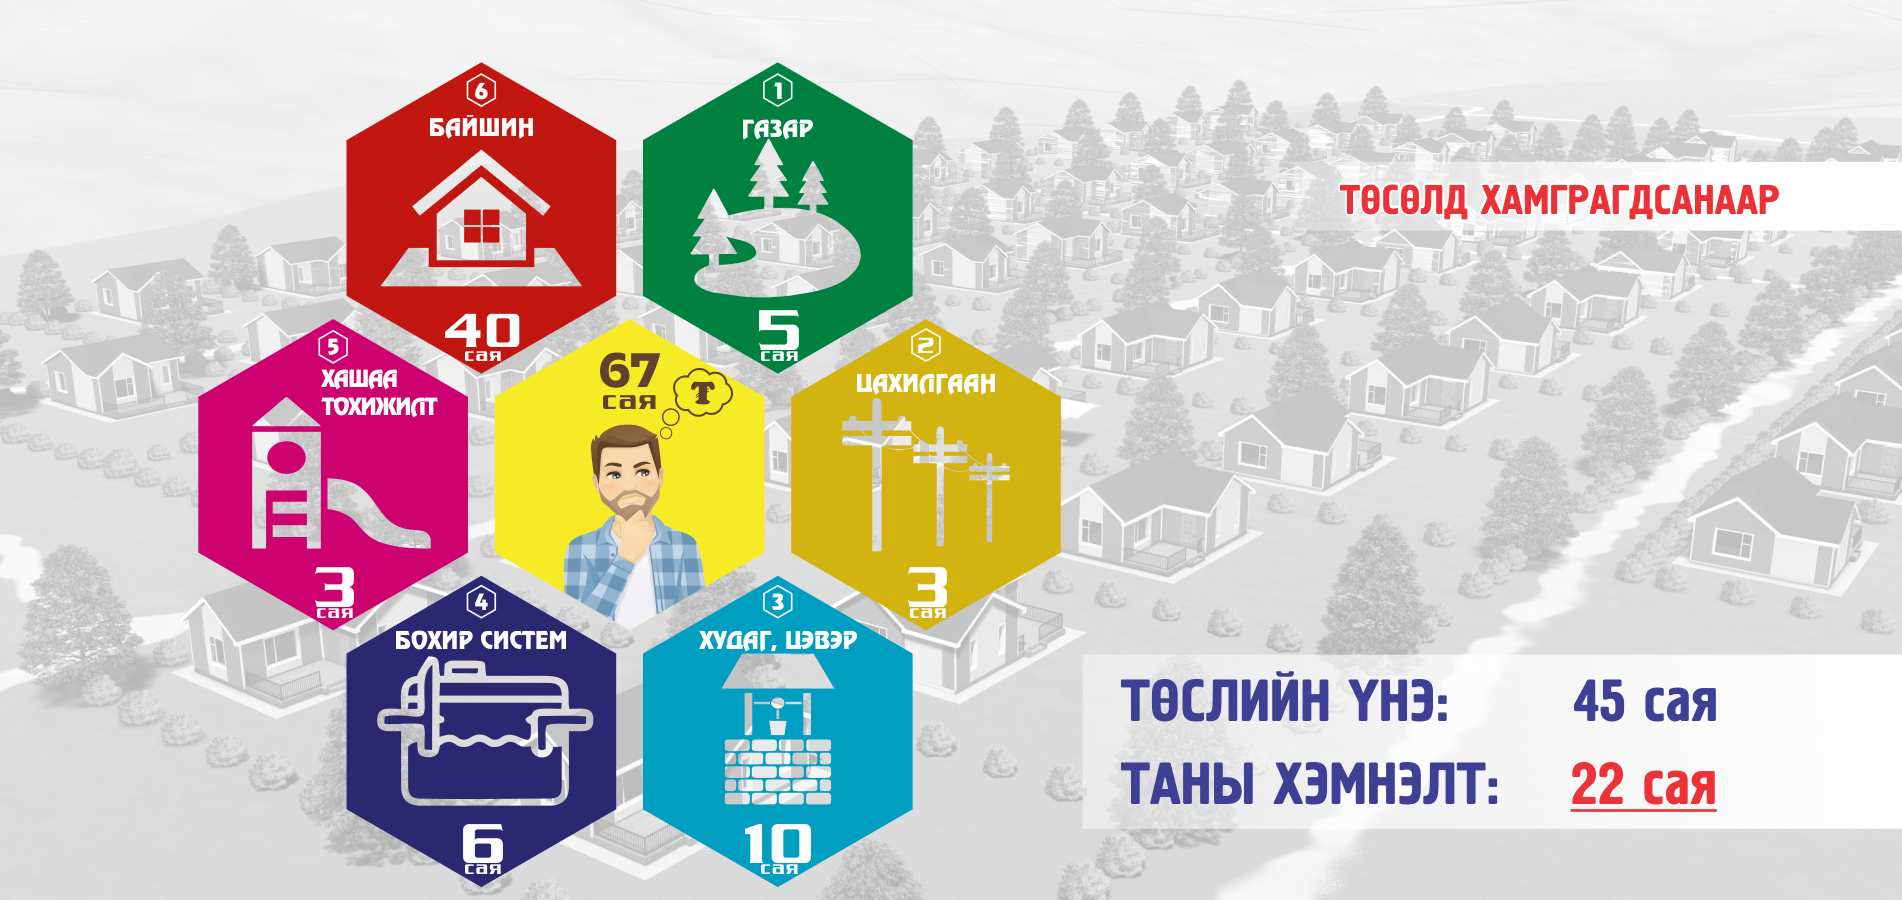 6
БАЙШИН
40
сая
1
ГАЗАР
5
сая
ТӨСӨЛД ХАМГРАГДСАНААР
5
ХАШАА
ТОХИЖИЛТ
3
сая
67
сая
₮
2
ЦАХИЛГААН
3
сая
4
БОХИР СИСТЕМ
6
сая
3
ХУДАГ, ЦЭВЭР
10
сая
ТӨСЛИЙН ҮНЭ: 45 сая
ТАНЫ ХЭМНЭЛТ: 22 сая